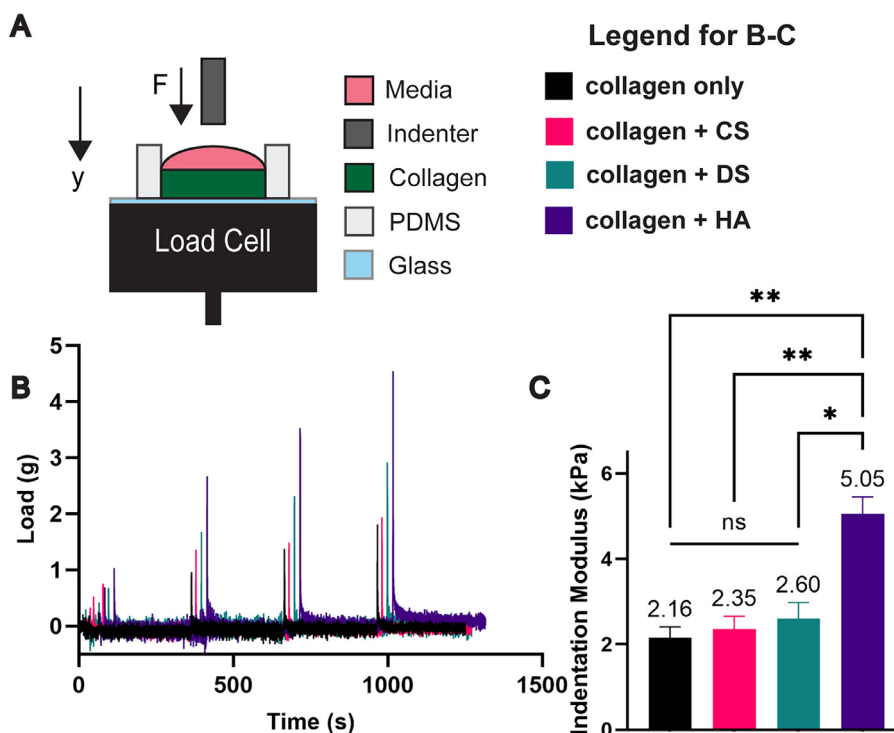 A
F
y
Media
Indenter
Collagen
PDMS
Glass
Load Cell
Legend for B-C
collagen only
collagen + CS
collagen + DS
collagen + HA
B
Load (g)
5
4
3
2
1
0
0 500 1000 1500
Time (s)
C
Indentation Modulus (kPa)
6
4
2
0
**
**
*
ns
2.16
2.35
2.60
5.05